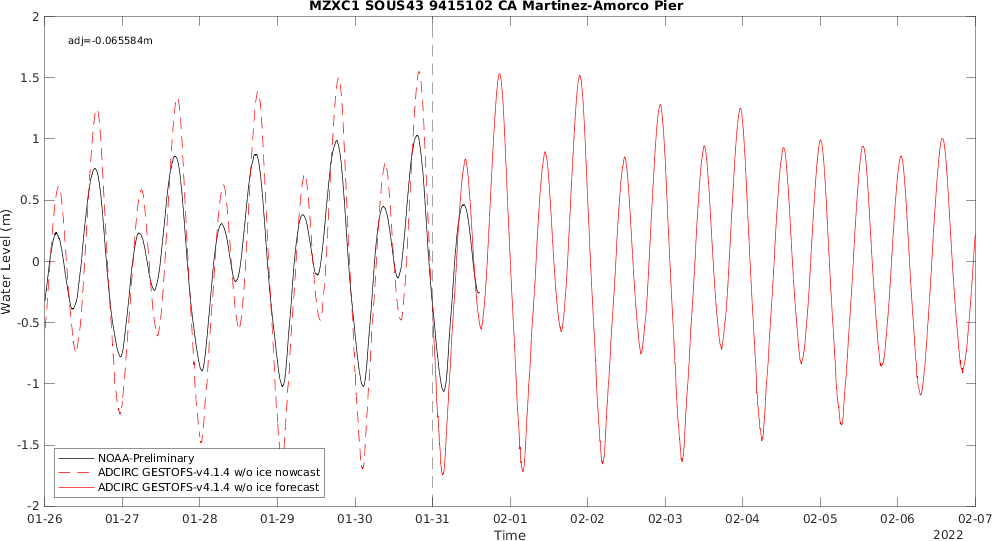 MZXC1 SOUS43 9415102 CA Martinez-Amorco Pier
adj=-0.065584m
2
1.5
1
0.5
0
-0.5
-1
-1.5
-2
Water Level (m)
NOAA-Preliminary
ADCIRC GESTOFS-v4.1.4 w/o ice nowcast
ADCIRC GESTOFS-v4.1.4 w/o ice forecast
01-26 01-27 01-28 01-29 01-30 01-31 02-01 02-02 02-03 02-04 02-05 02-06 02-07
Time
2022